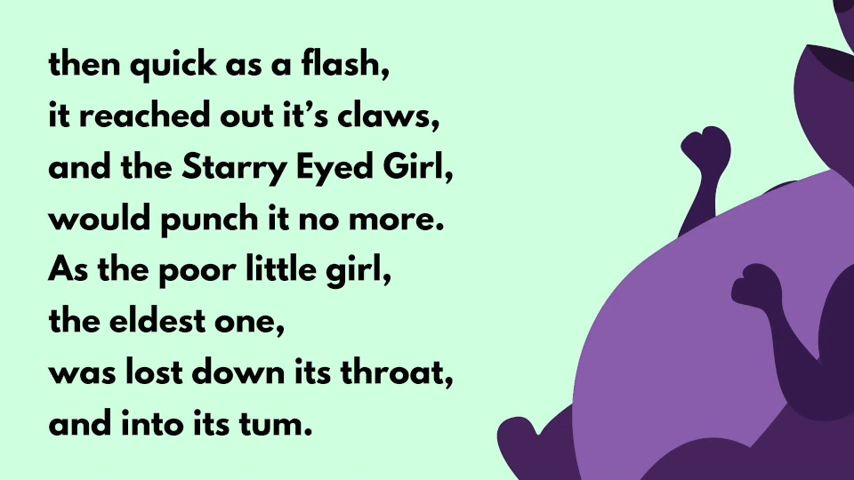 then quick as a flash,
it reached out it’s claws,
and the Starry Eyed Girl,
would punch it no more.
As the poor little girl,
the eldest one,
was lost down its throat,
and into its tum.